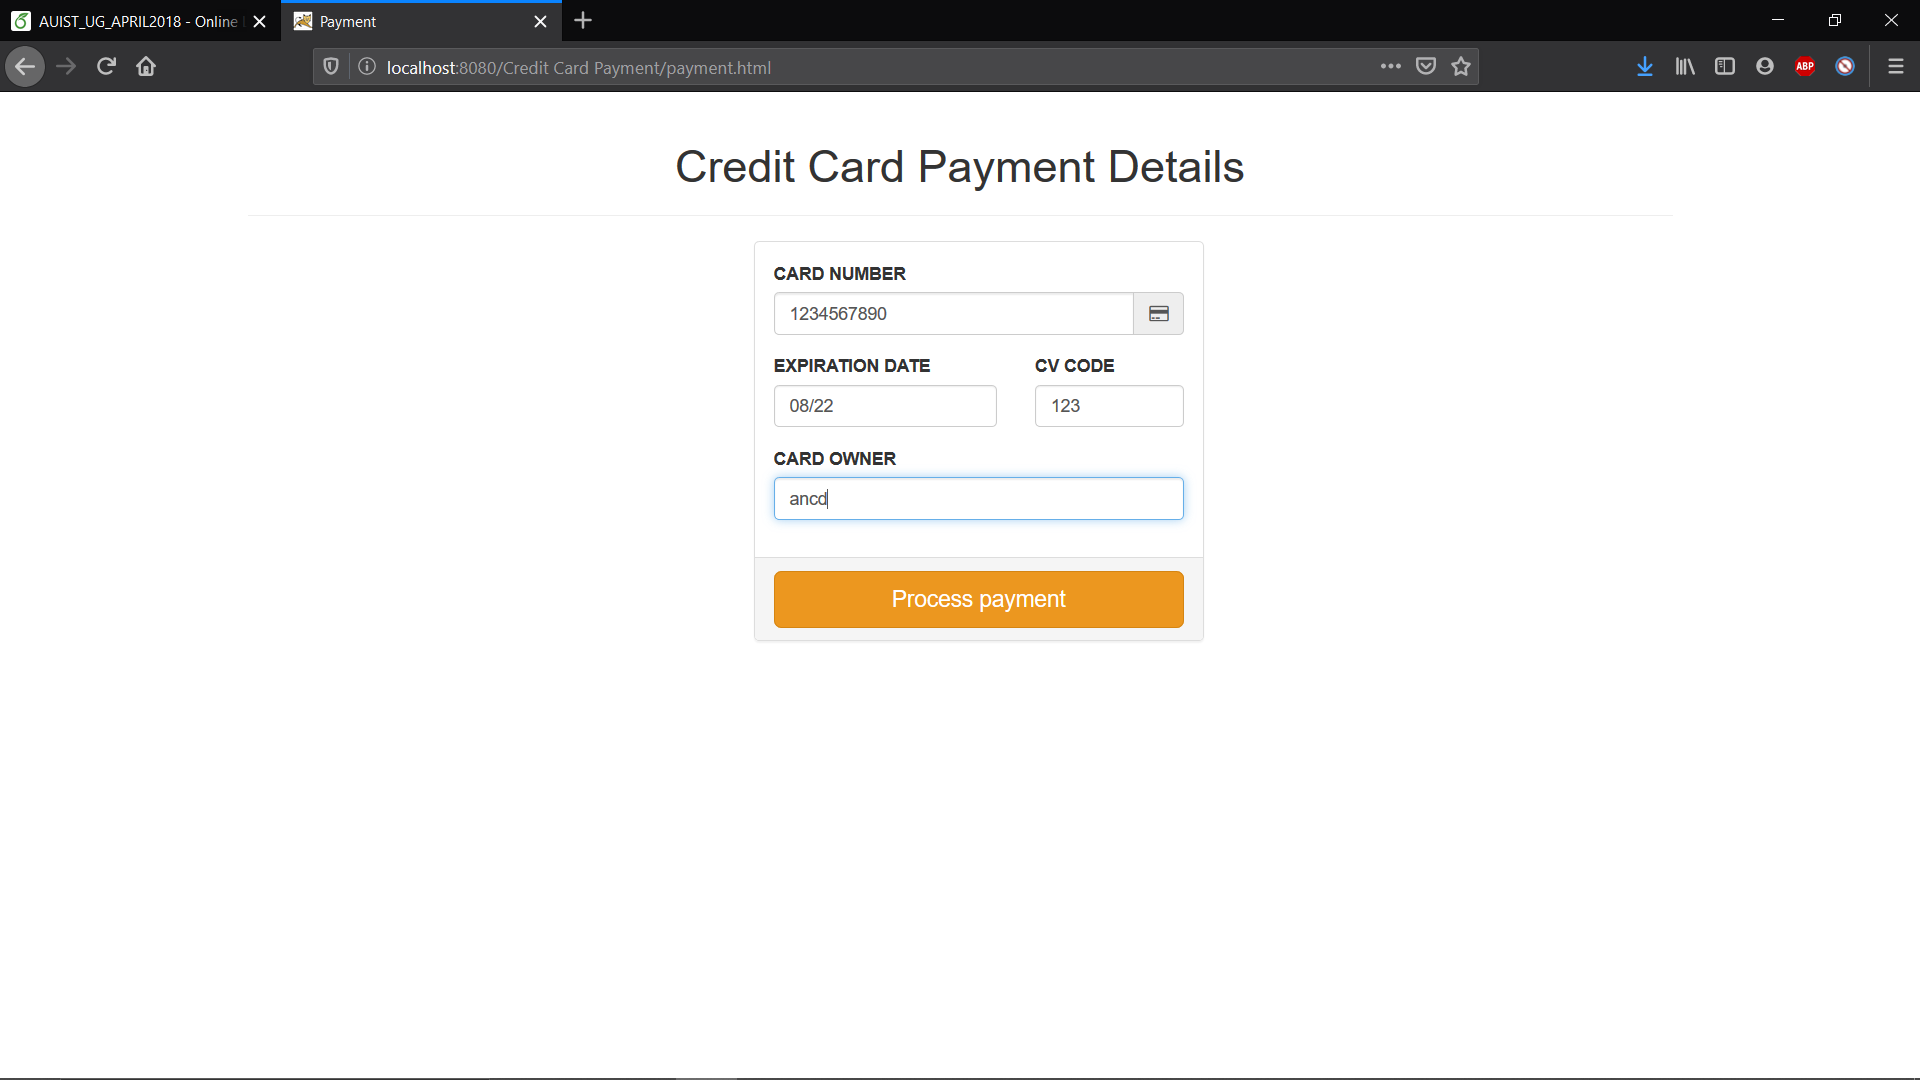 AUIST_UG_APRIL2018 - Online
Payment
localhost:8080/Credit Card Payment/payment.html
ABP
Credit Card Payment Details
CARD NUMBER
1234567890
EXPIRATION DATE
CV CODE
08/22
123
CARD OWNER
ancd
Process payment